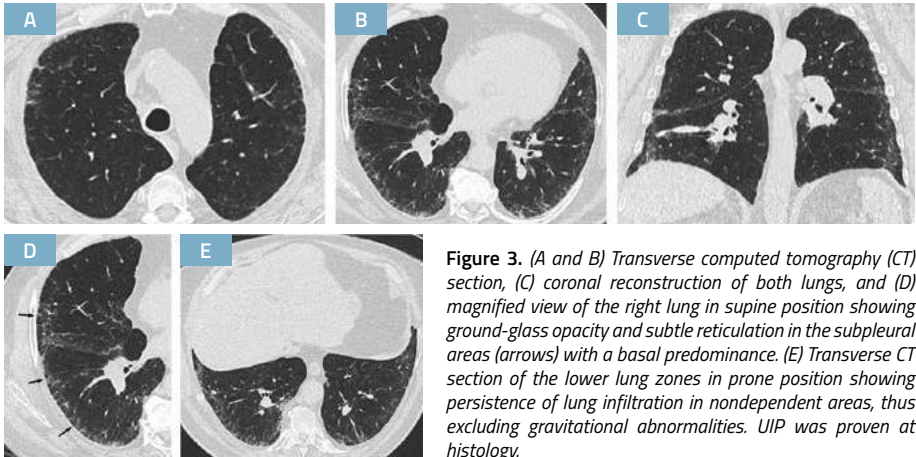 A
B
C
D
E
Figure 3. (A and B) Transverse computed tomography (CT)
section, (C) coronal reconstruction of both lungs, and (D)
magnified view of the right lung in supine position showing
ground-glass opacity and subtle reticulation in the subpleural
areas (arrows) with a basal predominance. (E) Transverse CT
section of the lower lung zones in prone position showing
persistence of lung infiltration in nondependent areas, thus
excluding gravitational abnormalities. UIP was proven at
histology.